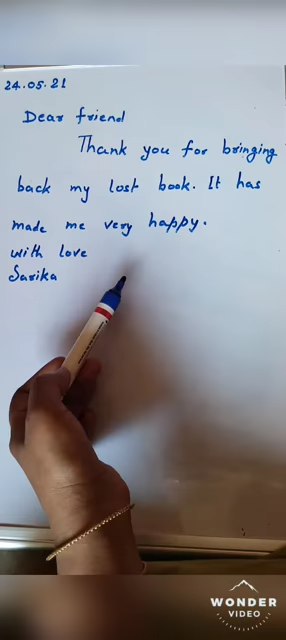 24.05.21
Dear friend
Thank you for bringing
back my lost book. It has
made me very happy.
with love
Sarika
WONDER
VIDEO